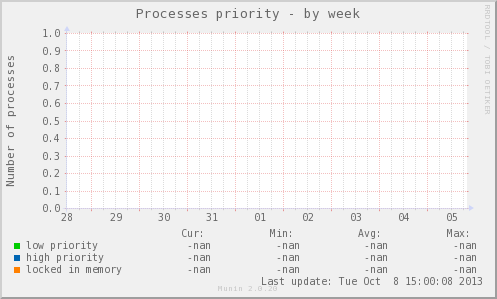 Processes priority - by week
RRDTOOL / TOBI OETIKER
Number of processes
1.0
0.9
0.8
0.7
0.6
0.5
0.4
0.3
0.2
0.1
0.0
28 29 30 31 01 02 03 04 05
Cur: Min: Avg: Max:
low priority -nan -nan -nan -nan
high priority -nan -nan -nan -nan
locked in memory -nan -nan -nan -nan
Last update: Tue Oct 8 15:00:08 2013
Munin 2.0.20